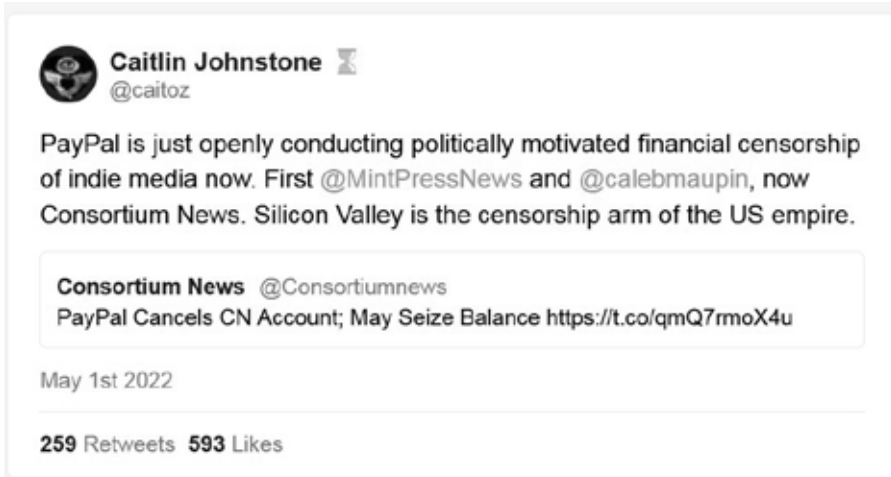 Caitlin Johnstone ⏳
@caitoz
PayPal is just openly conducting politically motivated financial censorship
of indie media now. First @MintPressNews and @calebmaupin, now
Consortium News. Silicon Valley is the censorship arm of the US empire.
Consortium News @Consortiumnews
PayPal Cancels CN Account; May Seize Balance https://t.co/qmQ7rmoX4u
May 1st 2022
259 Retweets 593 Likes